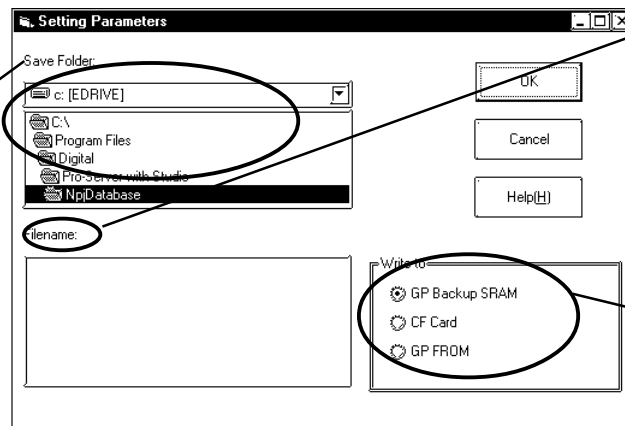 Setting Parameters
Save Folder:
c: [EDRIVE]
C:\
Program Files
Digital
Pro-Server with Studio
NpjDatabase
OK
Cancel
Help(H)
Filename:
Write to
GP Backup SRAM
CF Card
GP FROM